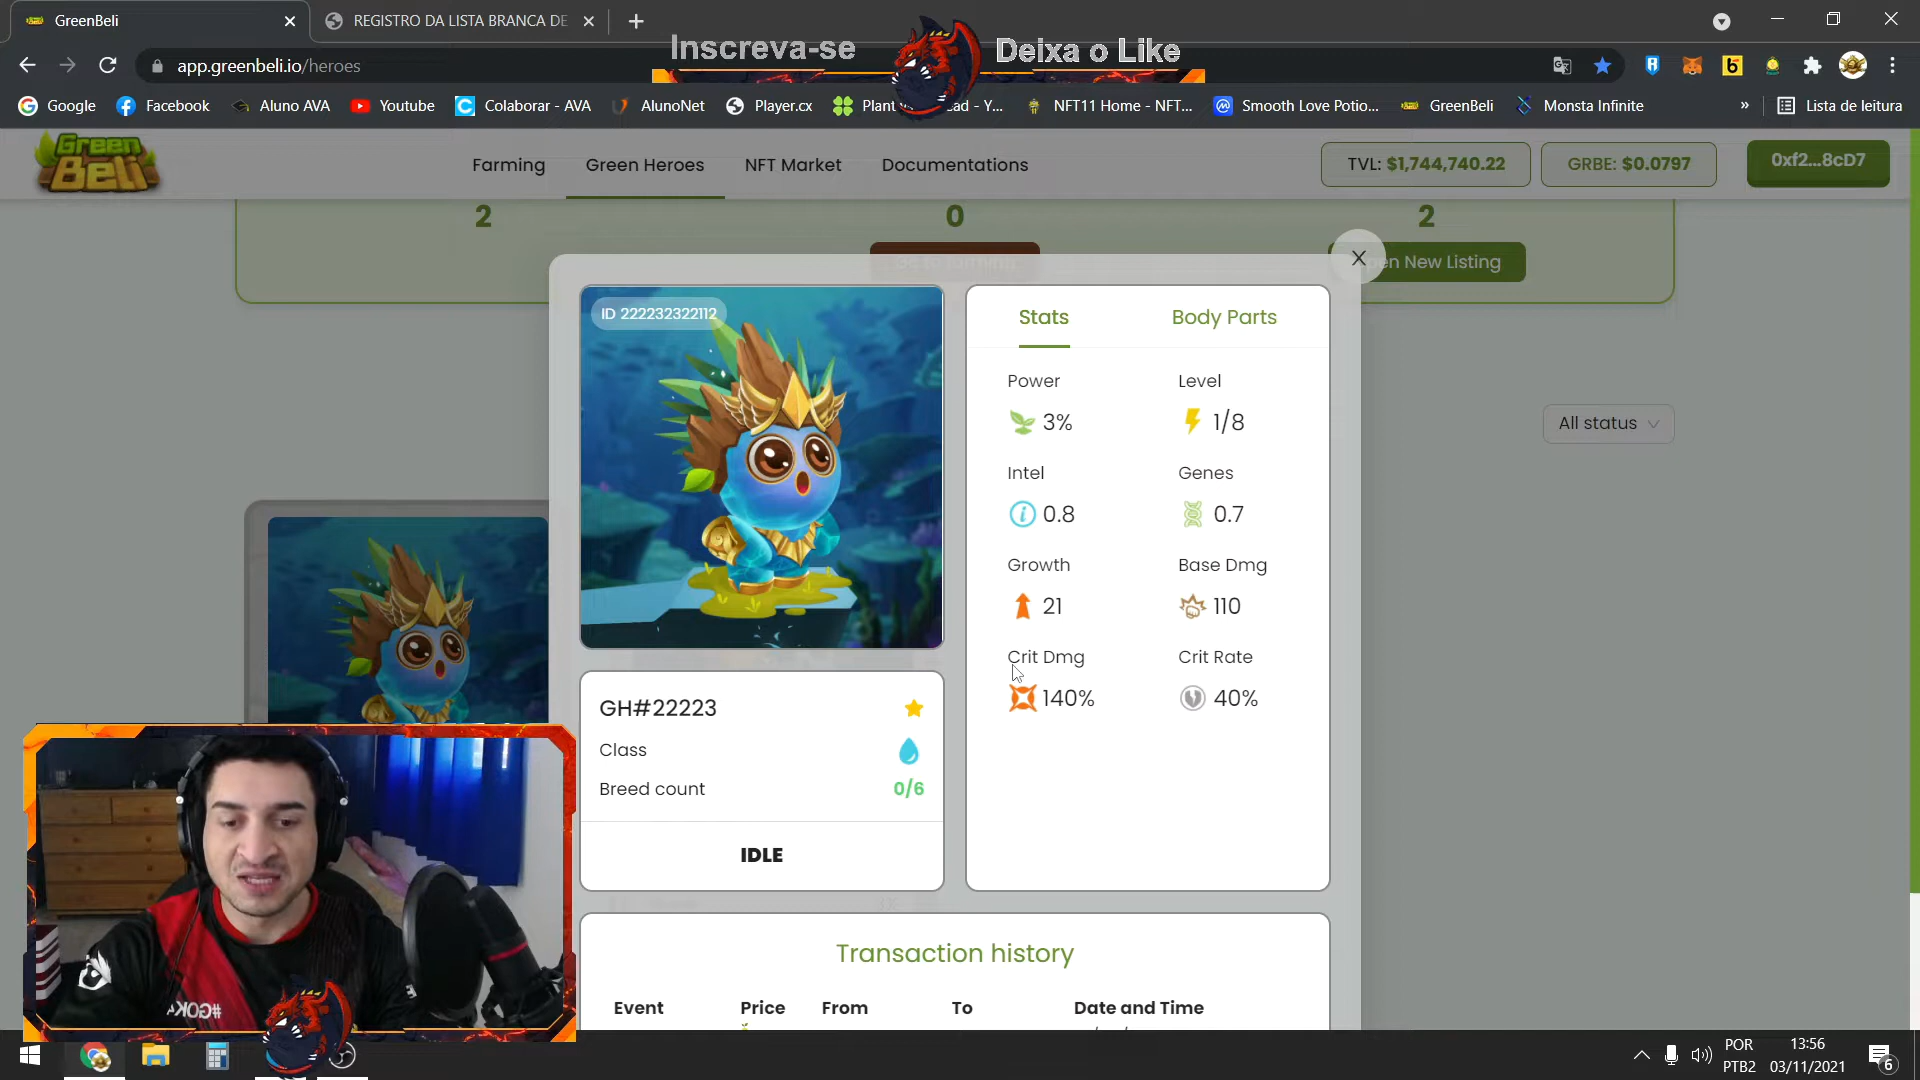 GreenBeli
REGISTRO DA LISTA BRANCA DE
Inscreva-se
Deixa o Like
app.greenbeli.io/heroes
Google
Facebook
Aluno AVA
Youtube
Colaborar - AVA
AlunoNet
Player.cx
NFT11 Home - NFT...
Smooth Love Potio...
GreenBeli
Monsta Infinite
»
Lista de leitura
Green
Beli
Farming
Green Heroes
NFT Market
Documentations
TVL: $1,744,740.22
GRBE: $0.0797
0xf2...8cD7
2
0
2
en New Listing
X
All status
ID 222232322112
Stats
Body Parts
Power
Level
3%
1/8
Intel
Genes
0.8
0.7
Growth
Base Dmg
21
110
Crit Dmg
Crit Rate
140%
40%
GH#22223
Class
Breed count
0/6
IDLE
Transaction history
Event
Price
From
To
Date and Time
POR
PTB2
13:56
03/11/2021
6